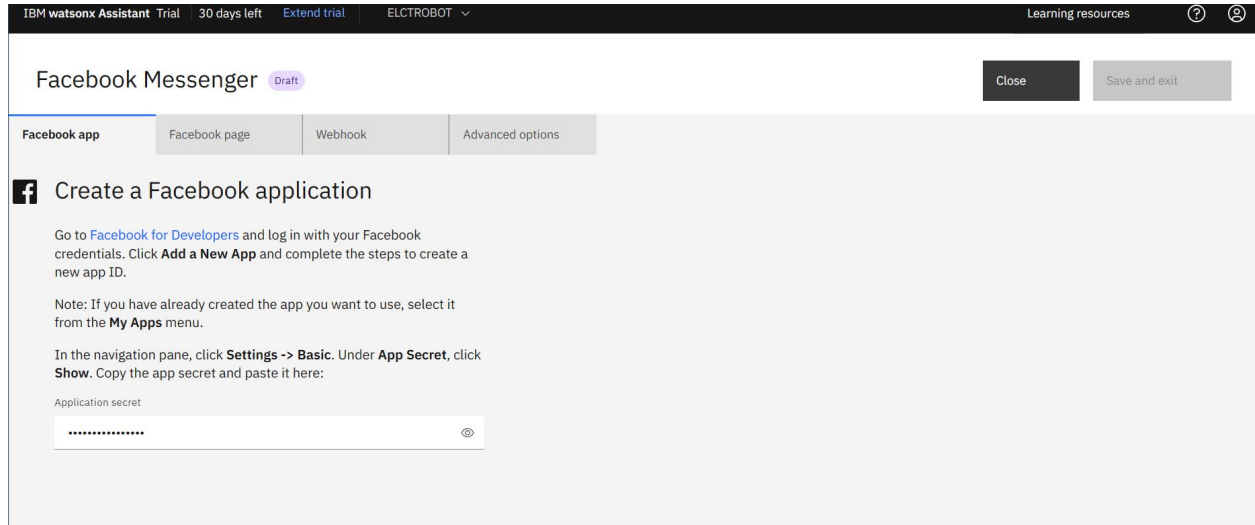 IBM watsonx Assistant Trial 30 days left Extend trial ELCTROBOT Learning resources
Facebook Messenger Draft Close Save and exit
Facebook app Facebook page Webhook Advanced options
Create a Facebook application
Go to Facebook for Developers and log in with your Facebook
credentials. Click Add a New App and complete the steps to create a
new app ID.
Note: If you have already created the app you want to use, select it
from the My Apps menu.
In the navigation pane, click Settings -> Basic. Under App Secret, click
Show. Copy the app secret and paste it here:
Application secret
••••••••••••••••